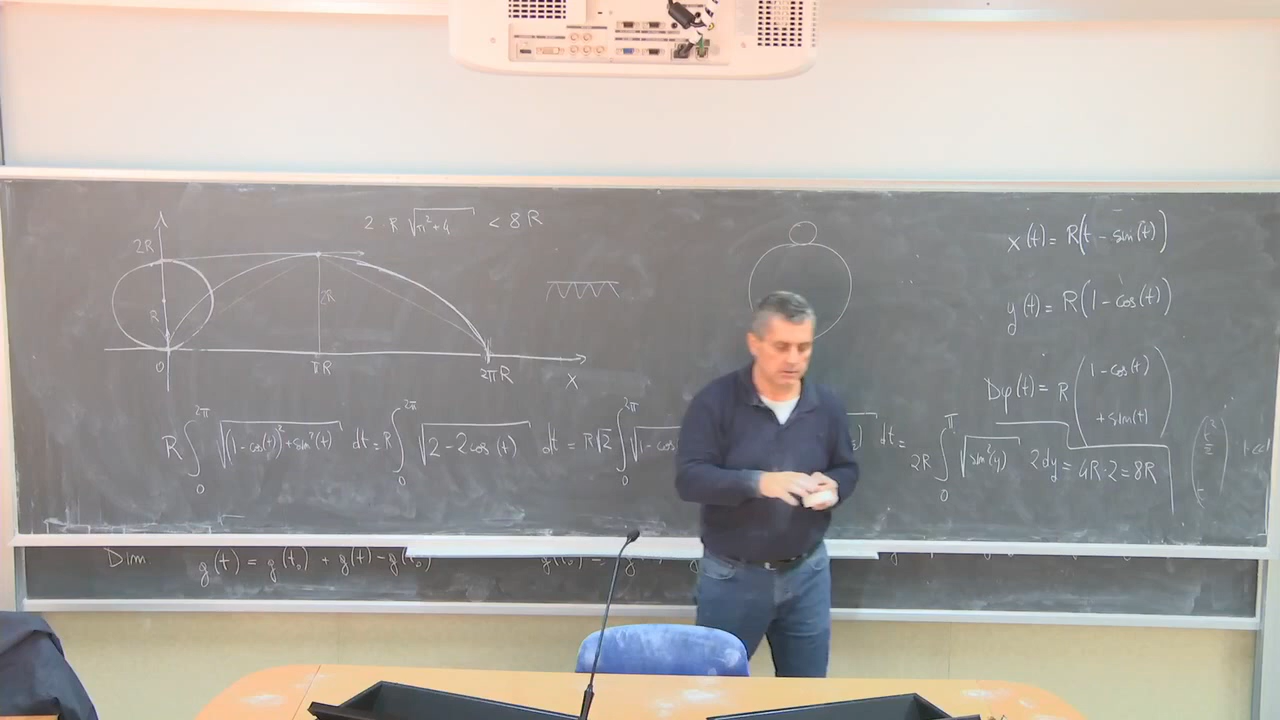 2·R √(π²+4) < 8R
2R
R
2R
0
πR
2πR
x
x(t) = R(t - sin(t))
y(t) = R(1 - cos(t))
Dφ(t) = R (1 - cos(t)
+ sin(t))
R ∫₀^{2π} √((1-cos(t))² + sin²(t)) dt = R ∫₀^{2π} √(2 - 2cos(t)) dt = R√2 ∫₀^{2π} √(1-cos
dt =
2R ∫₀^π √(sin²(y)) 2dy = 4R·2 = 8R
Dim g(t) = g(t₀) + g(t) - g(t₀)